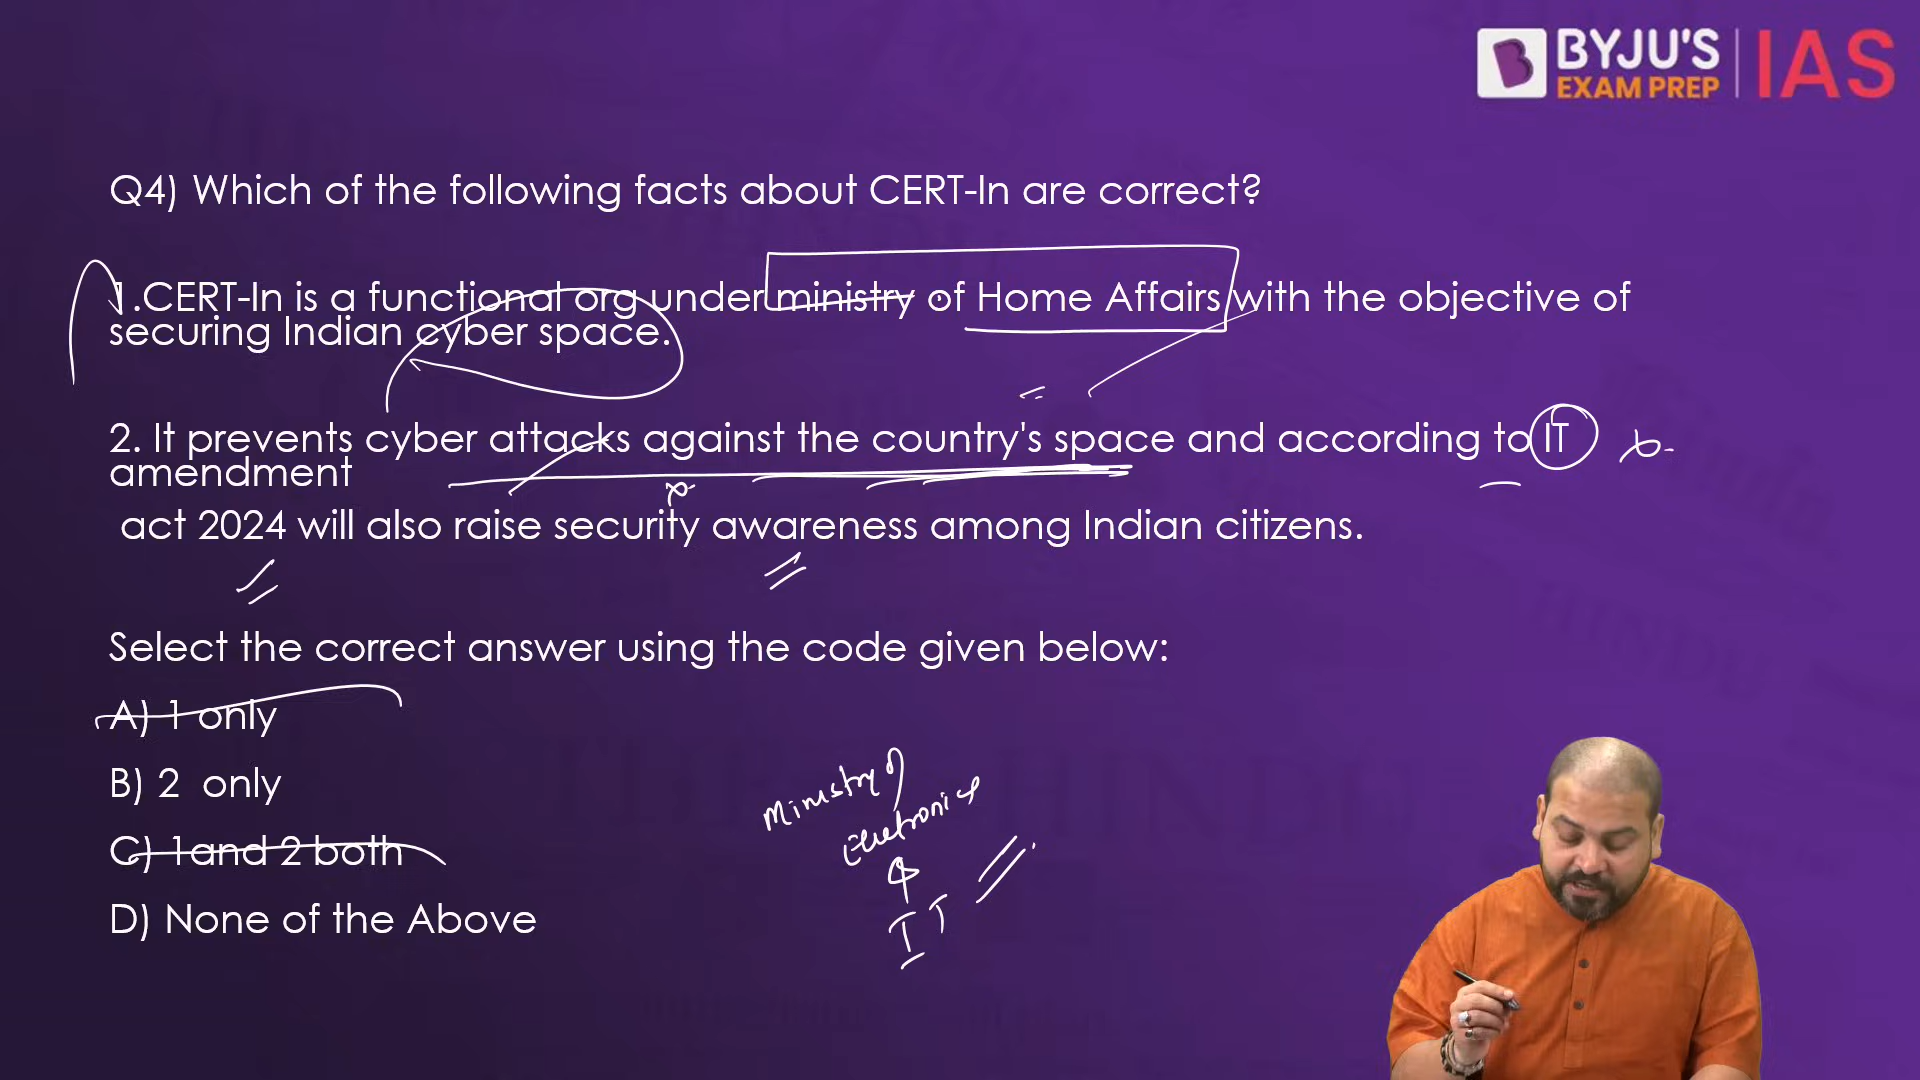 BYJU'S
EXAM PREP
IAS
Q4) Which of the following facts about CERT-In are correct?
1.CERT-In is a functional org under ministry of Home Affairs with the objective of
securing Indian cyber space.
2. It prevents cyber attacks against the country's space and according to IT
amendment
act 2024 will also raise security awareness among Indian citizens.
Select the correct answer using the code given below:
A) 1 only
B) 2 only
C) 1and 2 both
D) None of the Above
Ministry of
Electronics
&
IT